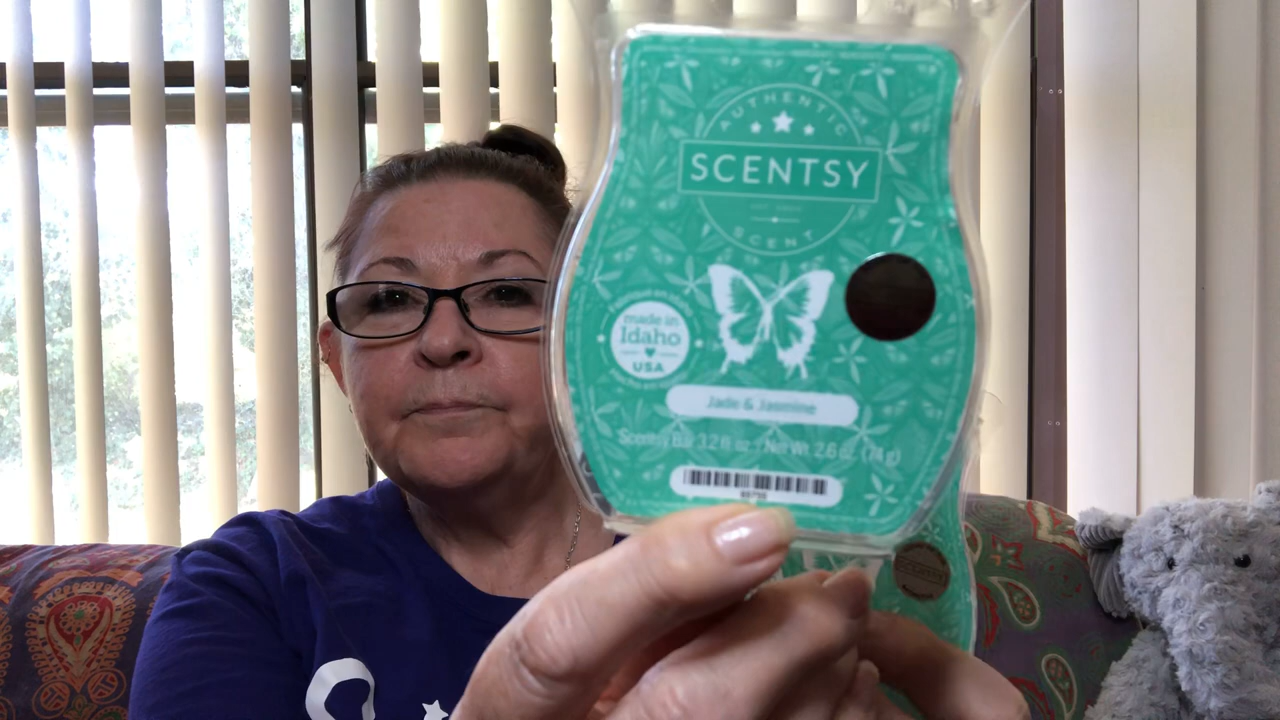 AUTHENTIC
SCENTSY
SCENT
made in
Idaho
USA
Jade & Jasmine
Scentsy Bar 3.2 fl oz Net Wt. 2.6 oz. (74 g)